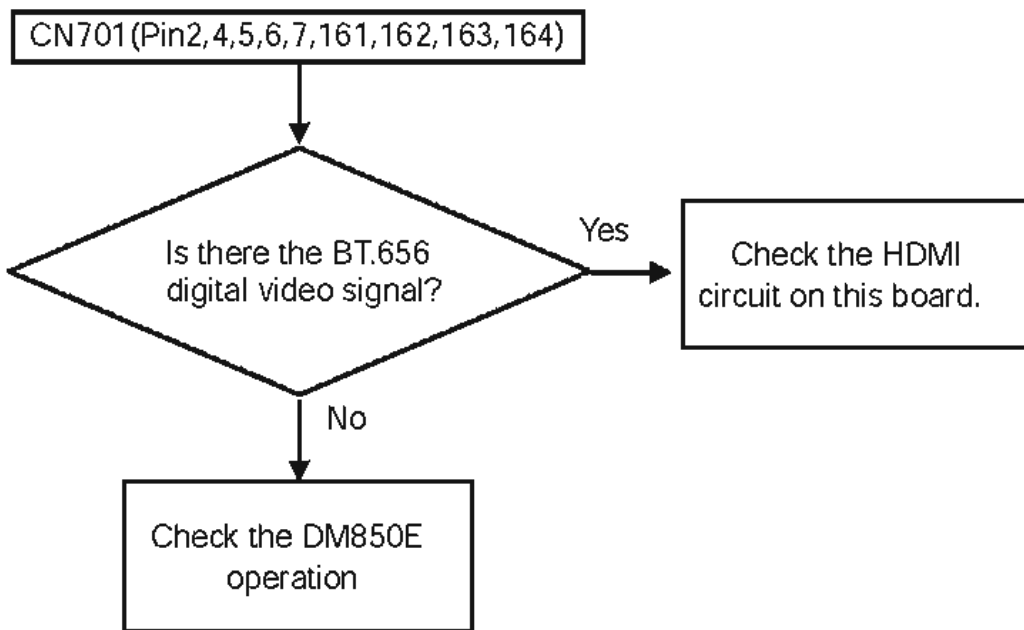 CN701(Pin2,4,5,6,7,161,162,163,164)
Is there the BT.656
digital video signal?
Yes
Check the HDMI
circuit on this board.
No
Check the DM850E
operation